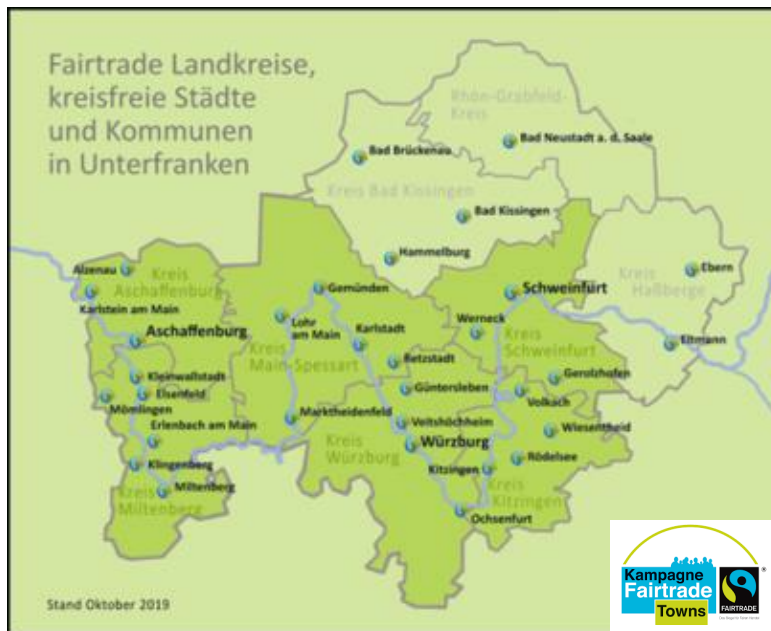 Fairtrade Landkreise,
kreisfreie Städte
und Kommunen
in Unterfranken
Rhön-Grabfeld-
Kreis
Bad Neustadt a. d. Saale
Bad Brückenau
Kreis Bad Kissingen
Bad Kissingen
Hammelburg
Alzenau
Kreis
Aschaffenburg
Karlstein am Main
Aschaffenburg
Gemünden
Lohr
am Main
Karlstadt
Kreis
Main-Spessart
Retzstadt
Schweinfurt
Werneck
Kreis
Schweinfurt
Ebern
Kreis
Haßberge
Eltmann
Gerolzhofen
Kleinwallstadt
Elsenfeld
Mömlingen
Erlenbach am Main
Klingenberg
Kreis
Miltenberg
Miltenberg
Marktheidenfeld
Güntersleben
Veitshöchheim
Kreis
Würzburg
Würzburg
Volkach
Wiesentheid
Rödelsee
Kitzingen
Kreis
Kitzingen
Ochsenfurt
Stand Oktober 2019
Kampagne
Fairtrade
Towns
FAIRTRADE
®